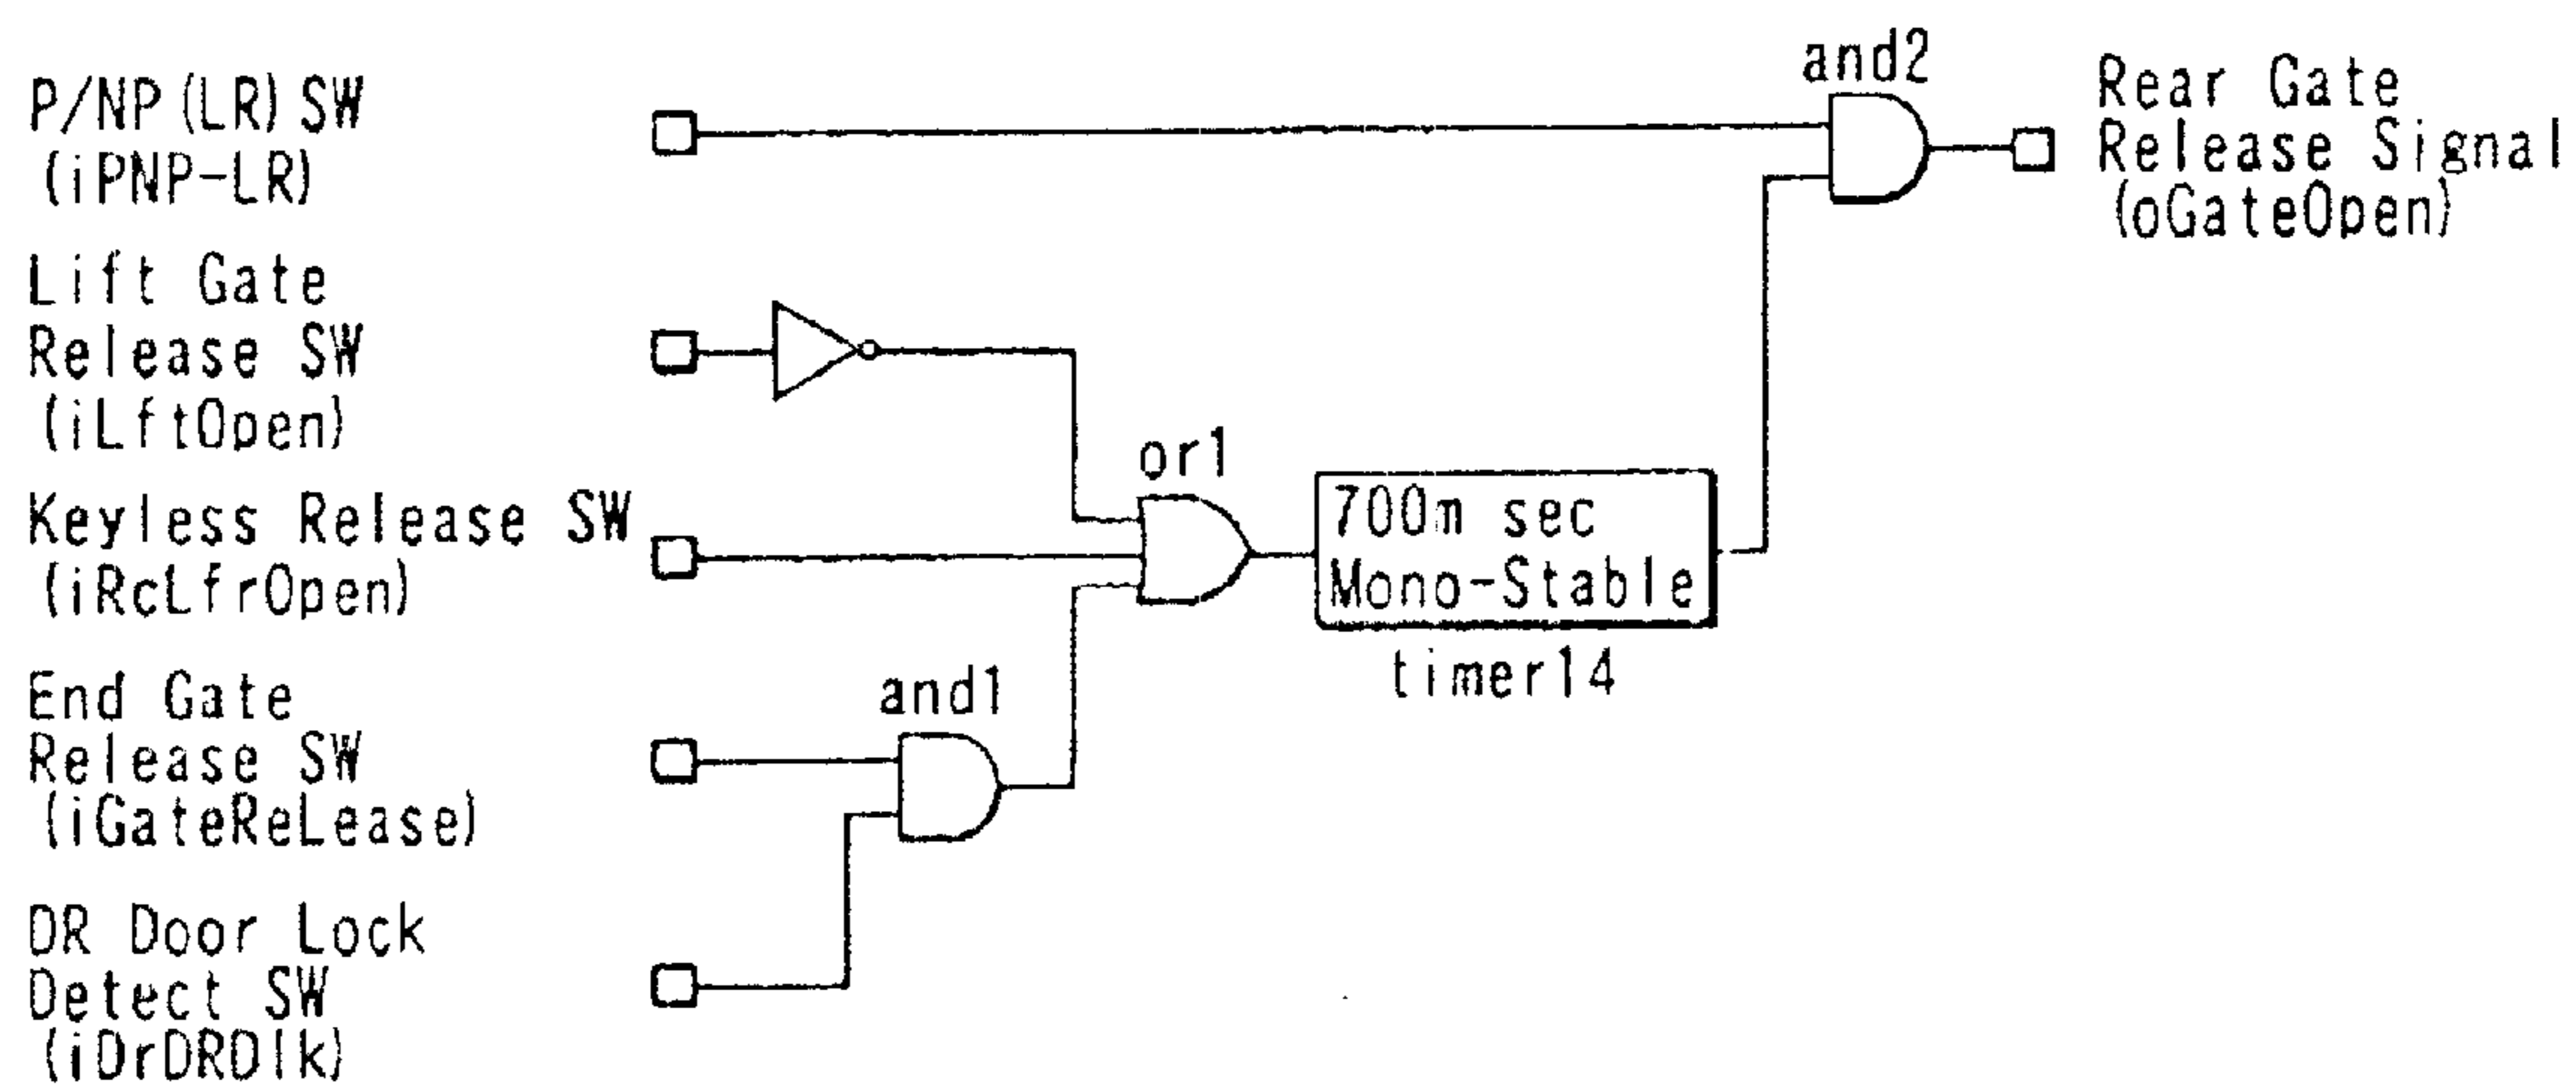 P/NP(LR)SW
(iPNP-LR)
Lift Gate
Release SW
(iLftOpen)
Keyless Release SW
(iRcLfrOpen)
End Gate
Release SW
(iGateReLease)
DR Door Lock
Detect SW
(iDrDRDlk)
and1
or1
700m sec
Mono-Stable
timer14
and2
Rear Gate
Release Signal
(oGateOpen)